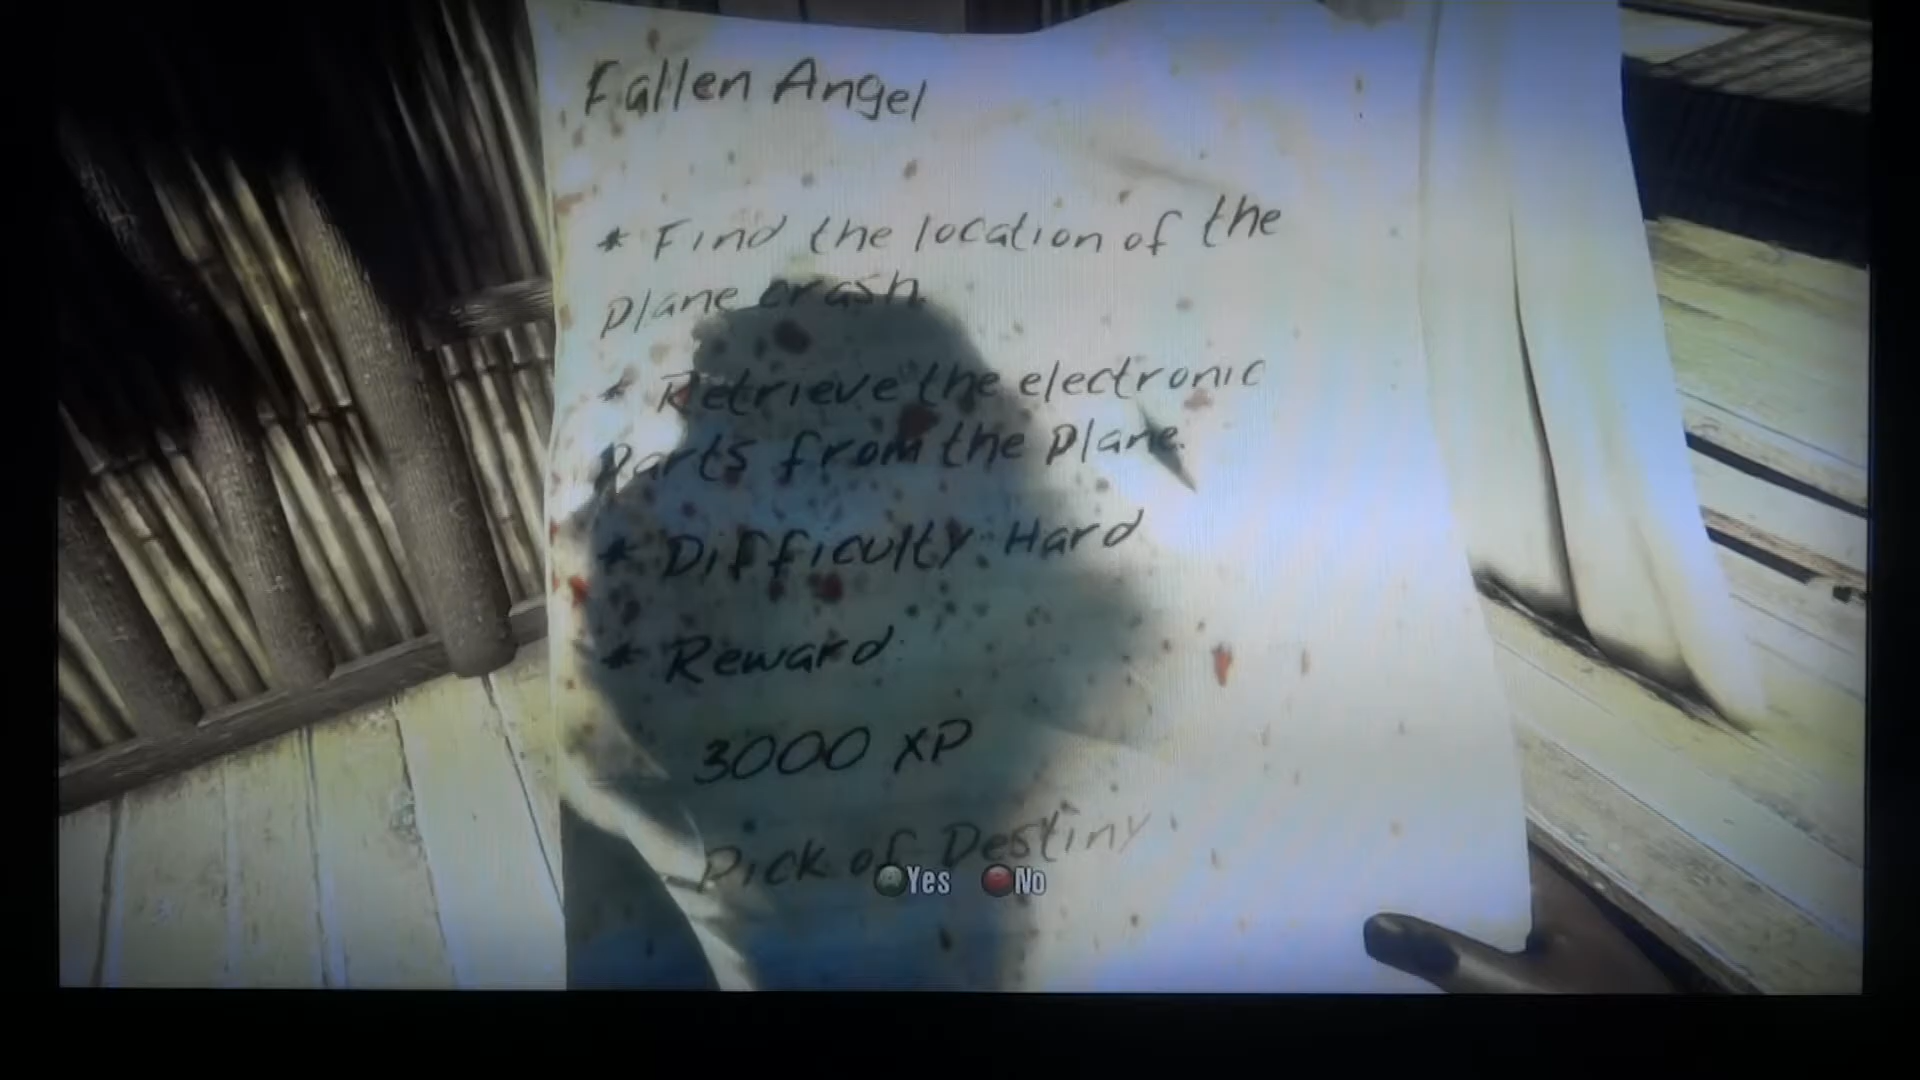 Fallen Angel
* Find the location of the
plane crash.
* Retrieve the electronic
parts from the plane.
* Difficulty: Hard
* Reward:
3000 XP
Pick of Destiny
Yes No